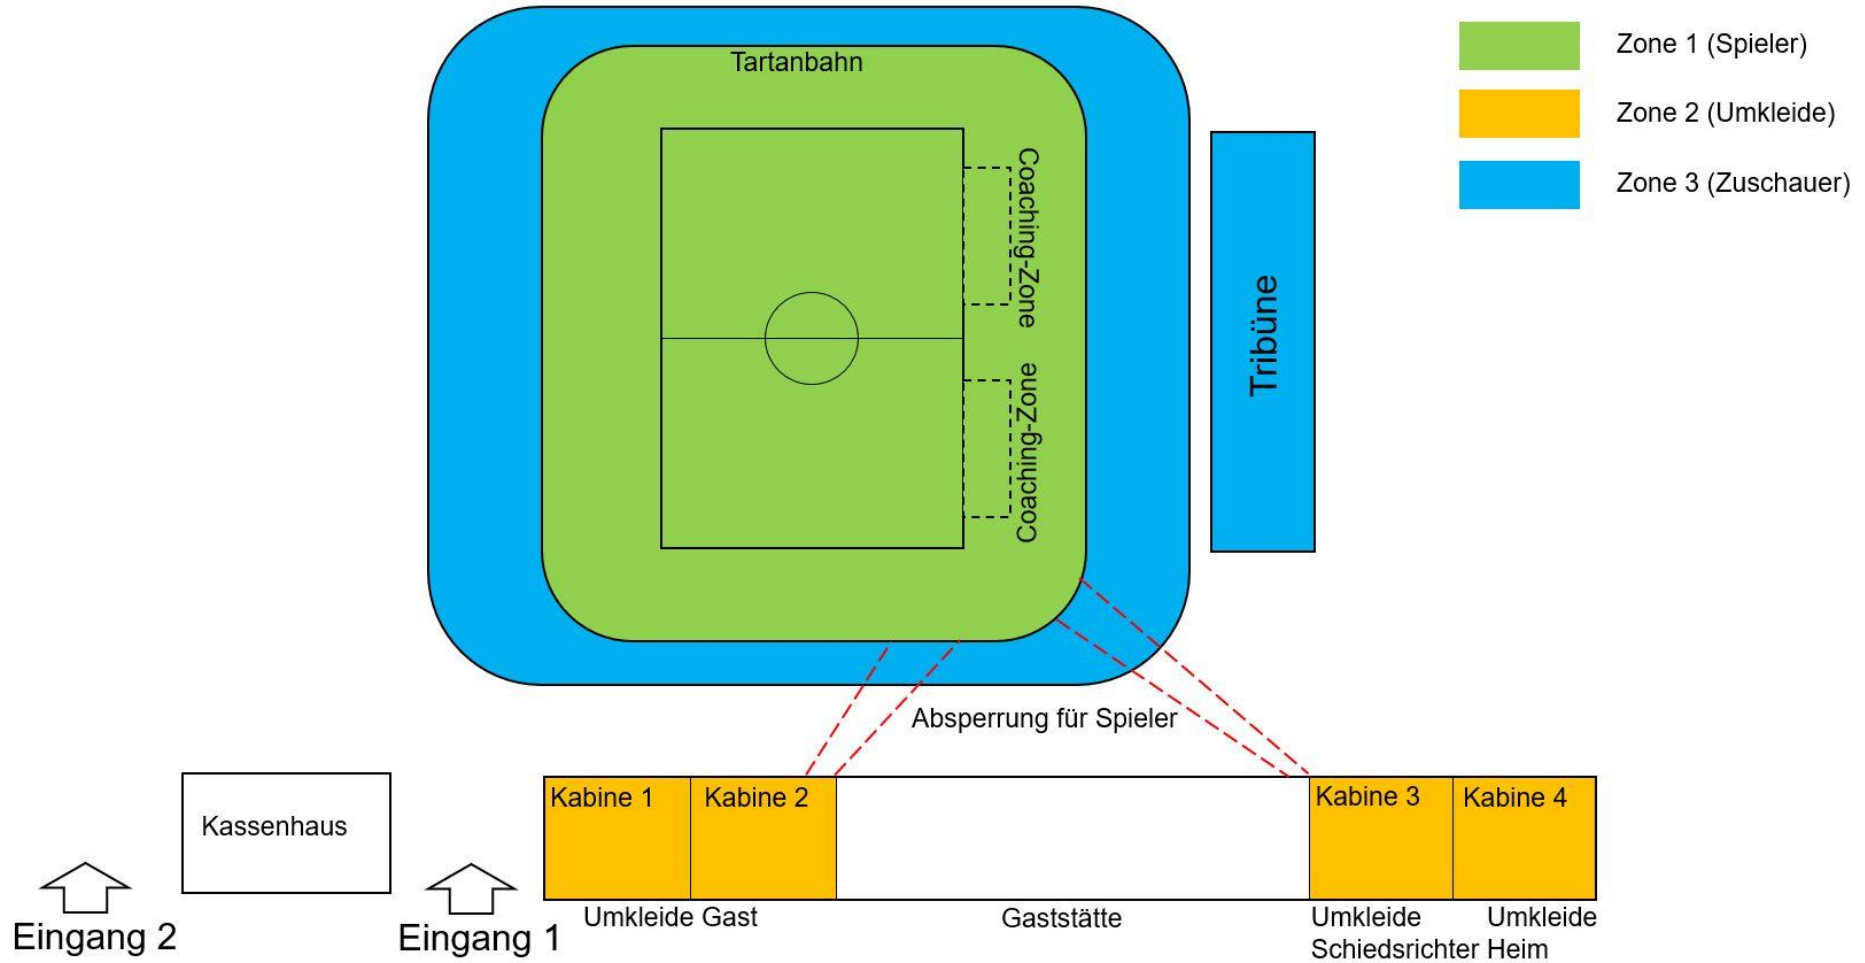 Tartanbahn
Zone 1 (Spieler)
Zone 2 (Umkleide)
Zone 3 (Zuschauer)
Coaching-Zone
Coaching-Zone
Tribüne
Absperrung für Spieler
Kabine 1
Kabine 2
Kabine 3
Kabine 4
Kassenhaus
Eingang 2
Eingang 1
Umkleide Gast
Gaststätte
Umkleide
Schiedsrichter
Umkleide
Heim